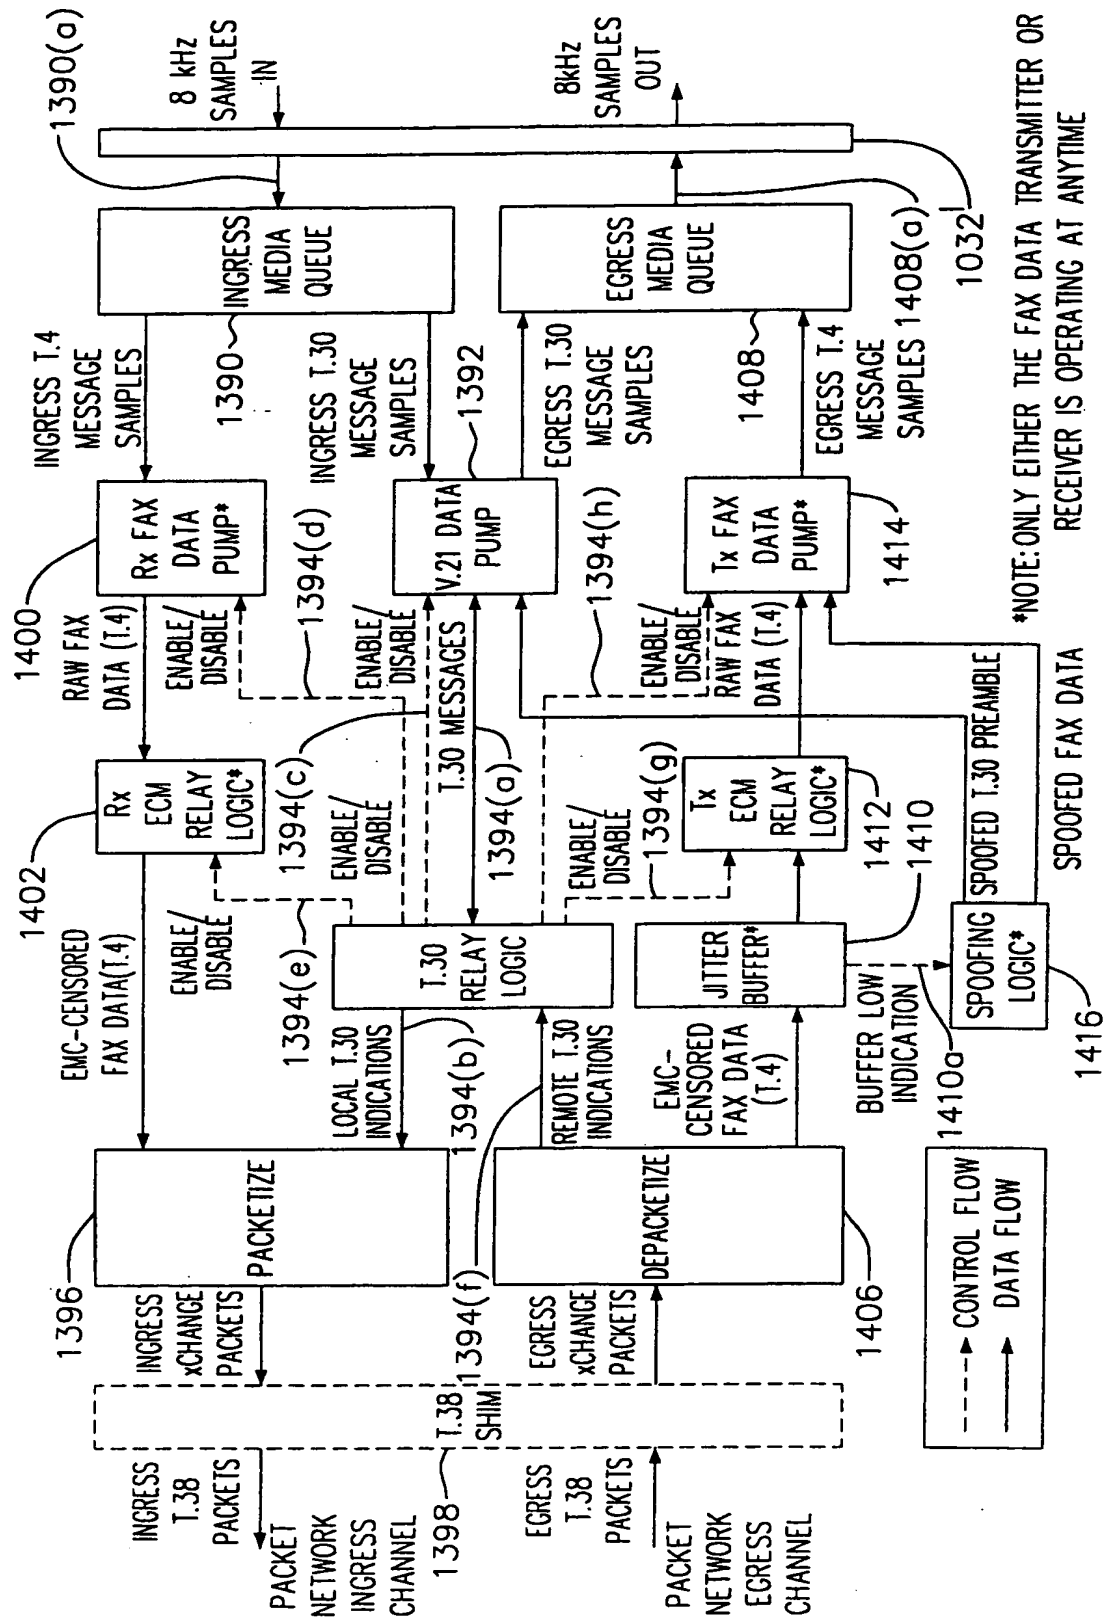 8 kHz
SAMPLES
IN
1390(a)
8kHz
SAMPLES
OUT
1032
INGRESS
MEDIA
QUEUE
1390
EGRESS
MEDIA
QUEUE
1408
1408(a)
INGRESS T.4
MESSAGE
SAMPLES
INGRESS T.30
MESSAGE
SAMPLES
EGRESS T.30
MESSAGE
SAMPLES
EGRESS T.4
MESSAGE
SAMPLES
1400
Rx FAX
DATA
PUMP*
1392
V.21 DATA
PUMP
Tx FAX
DATA
PUMP*
1414
RAW FAX
DATA (T.4)
ENABLE/
DISABLE
1394(d)
ENABLE/
DISABLE
T.30 MESSAGES
1394(h)
ENABLE/
DISABLE
RAW FAX
DATA (T.4)
1402
Rx
ECM
RELAY
LOGIC*
1394(c)
1394(a)
1394(g)
Tx
ECM
RELAY
LOGIC*
1412
ENABLE/
DISABLE
ENABLE/
DISABLE
ENABLE/
DISABLE
1394(e)
T.30
RELAY
LOGIC
JITTER
BUFFER*
1410
SPOOFED T.30 PREAMBLE
SPOOFED FAX DATA
SPOOFING
LOGIC*
1416
BUFFER LOW
INDICATION
1410a
EMC-CENSORED
FAX DATA(T.4)
LOCAL T.30
INDICATIONS
1394(b)
REMOTE T.30
INDICATIONS
1394(f)
EMC-
CENSORED
FAX DATA
(T.4)
1396
PACKETIZE
DEPACKETIZE
1406
INGRESS
xCHANGE
PACKETS
EGRESS
xCHANGE
PACKETS
T.38
SHIM
1398
INGRESS
T.38
PACKETS
EGRESS
T.38
PACKETS
PACKET
NETWORK
INGRESS
CHANNEL
PACKET
NETWORK
EGRESS
CHANNEL
CONTROL FLOW
DATA FLOW
*NOTE:ONLY EITHER THE FAX DATA TRANSMITTER OR
RECEIVER IS OPERATING AT ANYTIME